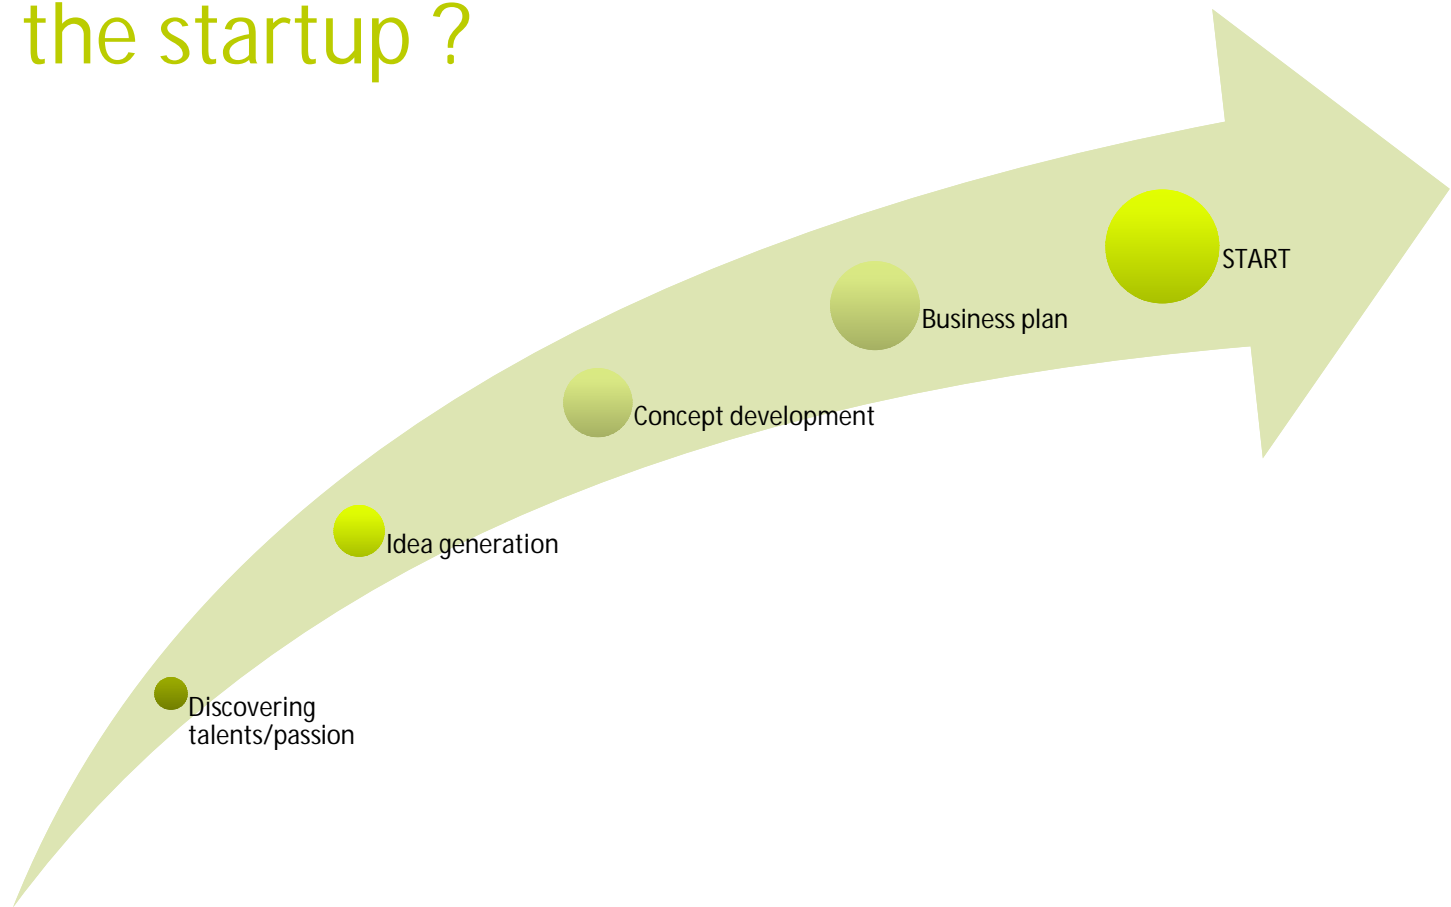 the startup ?
START
Business plan
Concept development
Idea generation
Discovering
talents/passion